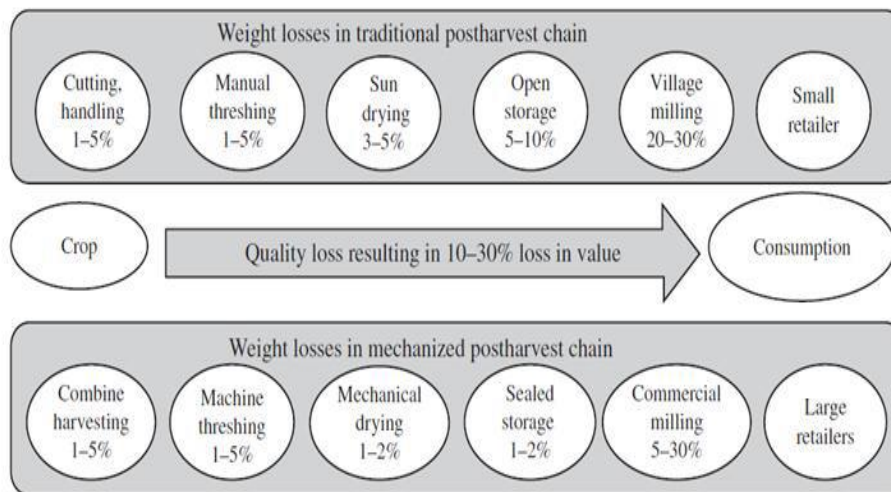 Weight losses in traditional postharvest chain
Cutting,
handling
1–5%
Manual
threshing
1–5%
Sun
drying
3–5%
Open
storage
5–10%
Village
milling
20–30%
Small
retailer
Crop
Quality loss resulting in 10–30% loss in value
Consumption
Weight losses in mechanized postharvest chain
Combine
harvesting
1–5%
Machine
threshing
1–5%
Mechanical
drying
1–2%
Sealed
storage
1–2%
Commercial
milling
5–30%
Large
retailers